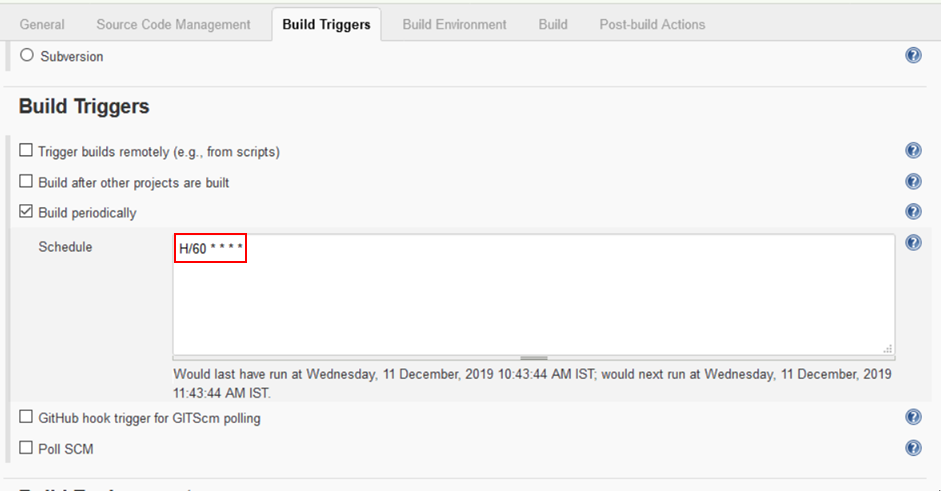 General Source Code Management Build Triggers Build Environment Build Post-build Actions
Subversion
Build Triggers
Trigger builds remotely (e.g., from scripts)
Build after other projects are built
Build periodically
Schedule
H/60 * * * *
Would last have run at Wednesday, 11 December, 2019 10:43:44 AM IST; would next run at Wednesday, 11 December, 2019
11:43:44 AM IST.
GitHub hook trigger for GITScm polling
Poll SCM